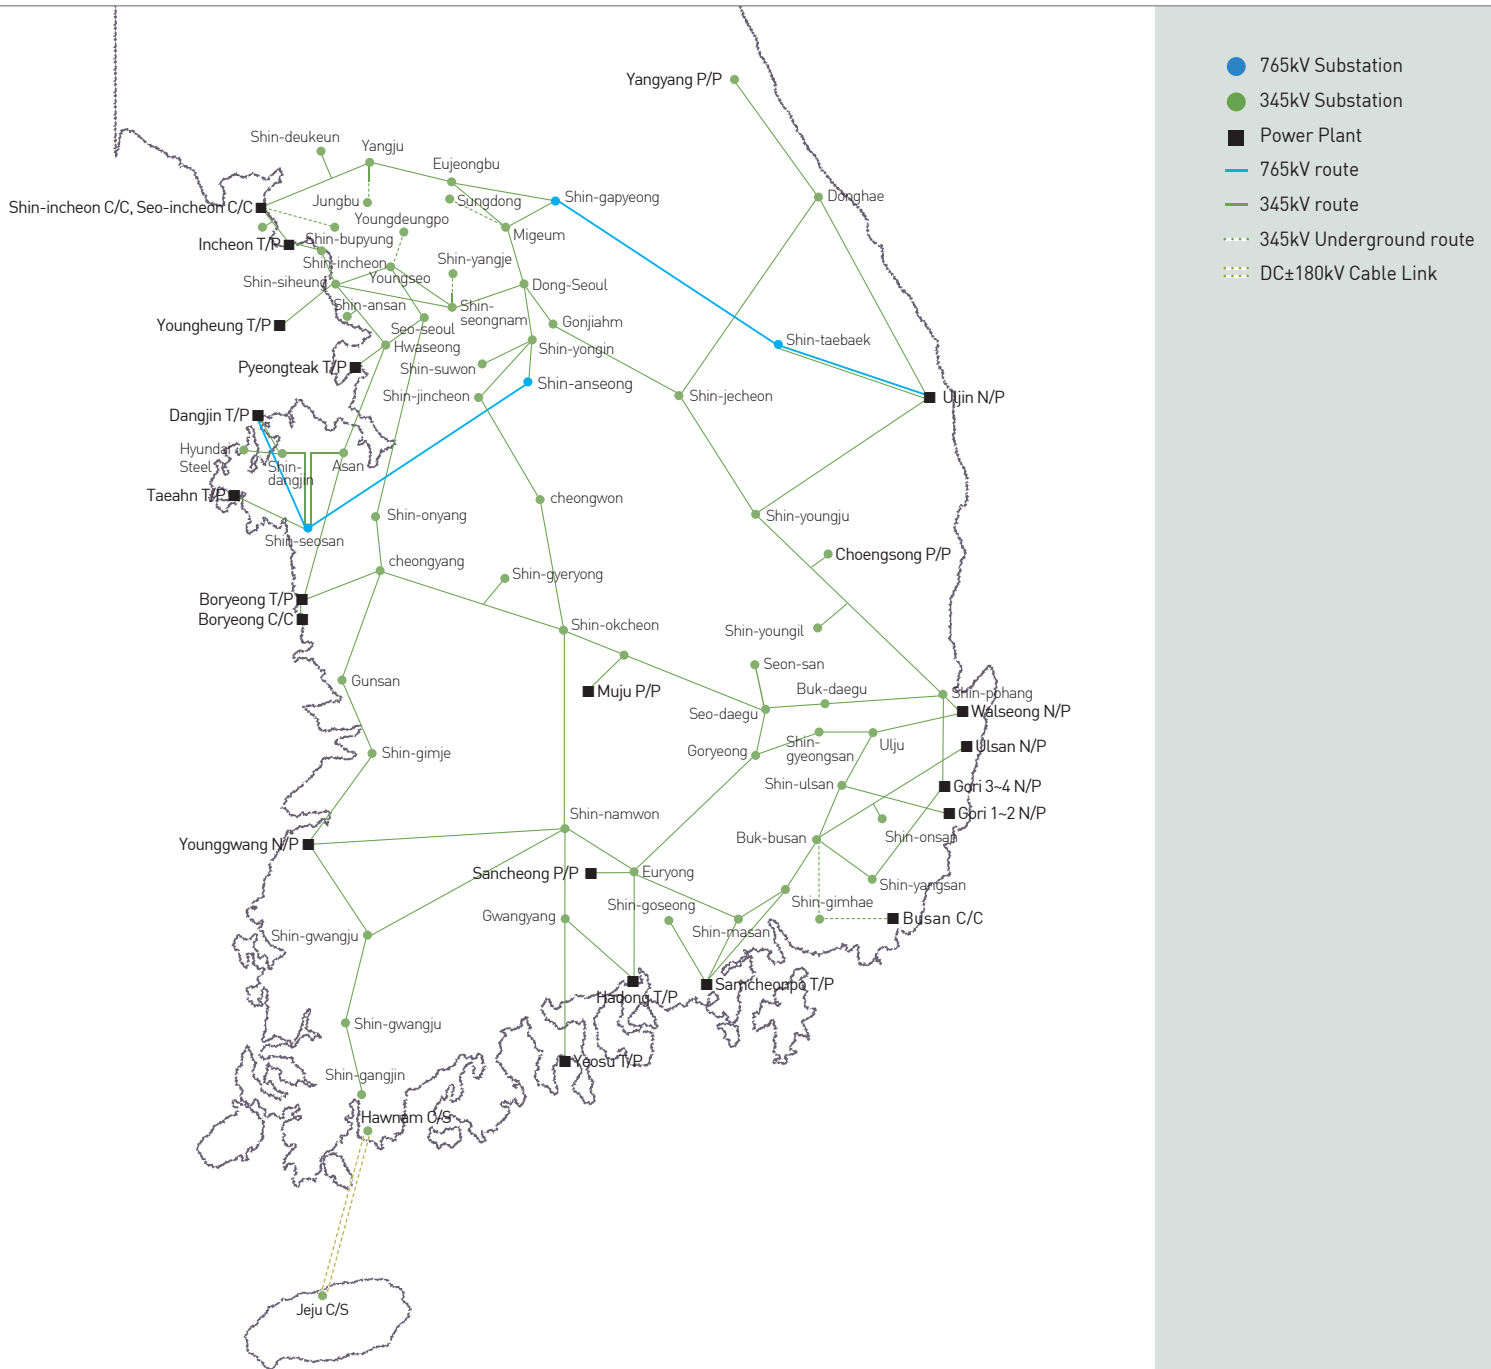 Yangyang P/P
765kV Substation
345kV Substation
Power Plant
765kV route
345kV route
345kV Underground route
DC±180kV Cable Link
Shin-deukeun
Yangju
Eujeongbu
Jungbu
Sungdong
Shin-gapyeong
Donghae
Shin-incheon C/C, Seo-incheon C/C
Youngdeungpo
Migeum
Shin-bupyung
Incheon T/P
Shin-incheon
Shin-yangje
Youngseo
Shin-siheung
Dong-Seoul
Shin-ansan
Shin-
seongnam
Youngheung T/P
Seo-seoul
Gonjiahm
Hwaseong
Shin-yongin
Shin-taebaek
Pyeongteak T/P
Shin-suwon
Shin-anseong
Shin-jincheon
Shin-jecheon
Uljin N/P
Dangjin T/P
Hyundai
Steel
Shin-
dangjin
Asan
Taeahn T/P
cheongwon
Shin-onyang
Shin-youngju
Shin-seosan
cheongyang
Choengsong P/P
Shin-gyeryong
Boryeong T/P
Boryeong C/C
Shin-okcheon
Shin-youngil
Seon-san
Gunsan
Muju P/P
Buk-daegu
Shin-pohang
Seo-daegu
Walseong N/P
Shin-gimje
Goryeong
Shin-
gyeongsan
Ulju
Ulsan N/P
Shin-ulsan
Gori 3~4 N/P
Shin-namwon
Gori 1~2 N/P
Younggwang N/P
Buk-busan
Shin-onsan
Sancheong P/P
Euryong
Shin-yangsan
Shin-goseong
Shin-gimhae
Gwangyang
Busan C/C
Shin-gwangju
Shin-masan
Samcheonpo T/P
Hadong T/P
Shin-gwangju
Yeosu T/P
Shin-gangjin
Hawnam C/S
Jeju C/S